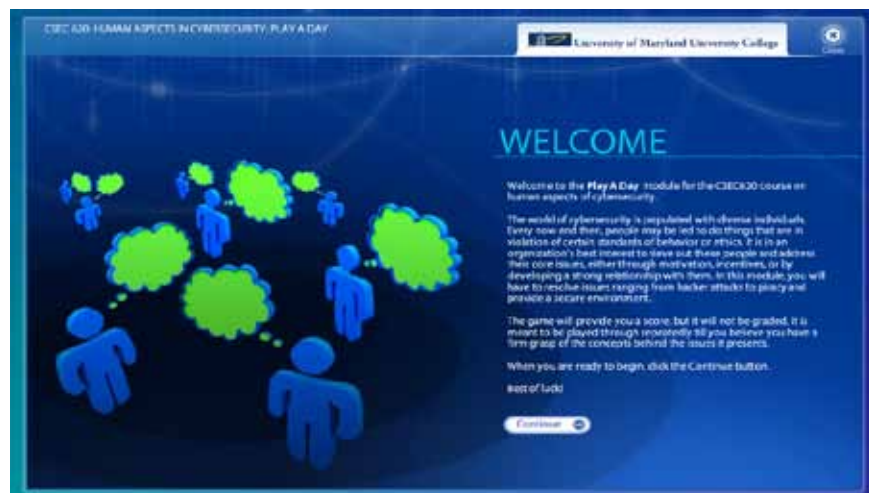 CSEC 620: HUMAN ASPECTS IN CYBERSECURITY: PLAY A DAY
University of Maryland University College
Close
WELCOME
Welcome to the Play A Day module for the CSEC620 course on
human aspects of cybersecurity.
The world of cybersecurity is populated with diverse individuals.
Every now and then, people may be led to do things that are in
violation of certain standards of behavior or ethics. It is in an
organization's best interest to sieve out these people and address
their core issues, either through motivation, incentives, or by
developing a strong relationship with them. In this module, you will
have to resolve issues ranging from hacker attacks to piracy and
provide a secure environment.
The game will provide you a score, but it will not be graded. It is
meant to be played through repeatedly till you believe you have a
firm grasp of the concepts behind the issues it presents.
When you are ready to begin, click the Continue button.
Best of luck!
Continue